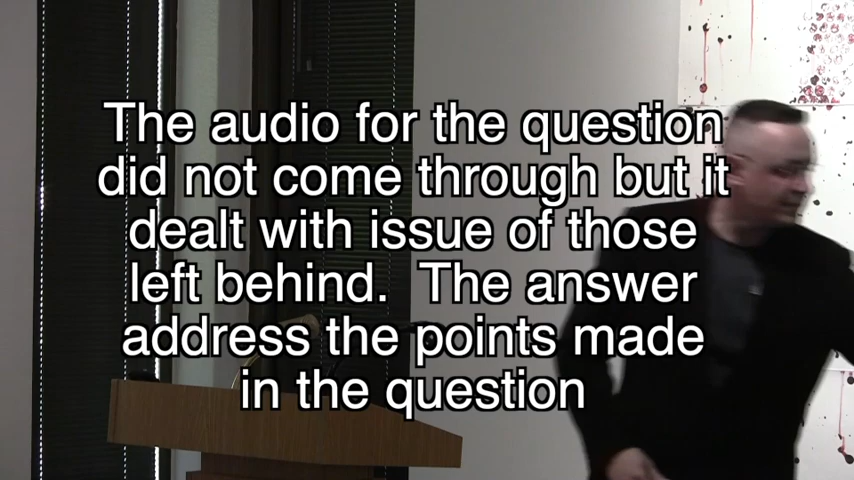 The audio for the question
did not come through but it
dealt with issue of those
left behind.  The answer
address the points made
in the question